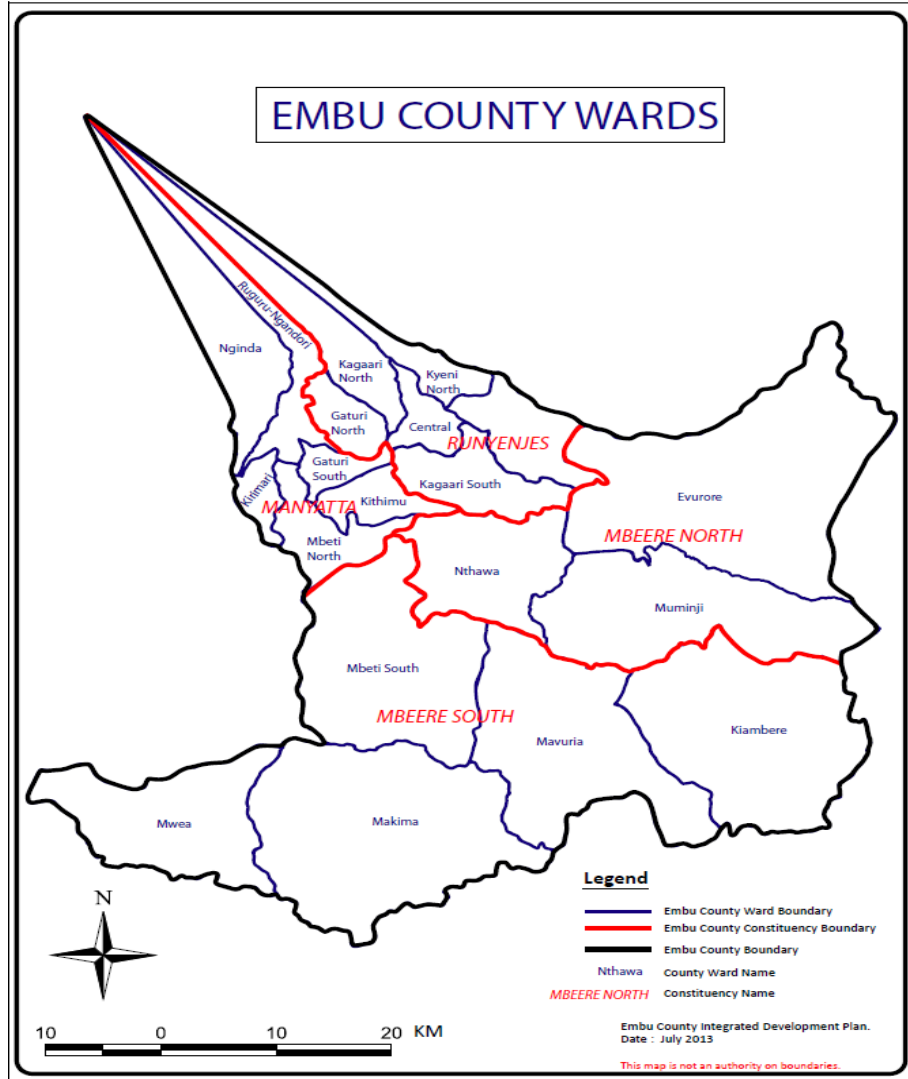 EMBU COUNTY WARDS
Ruguru-Ngandori
Nginda
Kagaari
North
Kyeni
North
Gaturi
North
Central
RUNYENJES
Gaturi
South
Kagaari South
Kirimari
MANYATTA
Kithimu
Evurore
Mbeti
North
MBEERE NORTH
Nthawa
Muminji
Mbeti South
MBEERE SOUTH
Mavuria
Kiambere
Mwea
Makima
Legend
Embu County Ward Boundary
Embu County Constituency Boundary
Embu County Boundary
Nthawa County Ward Name
MBEERE NORTH Constituency Name
N
10 0 10 20 KM
Embu County Integrated Development Plan.
Date : July 2013
This map is not an authority on boundaries.